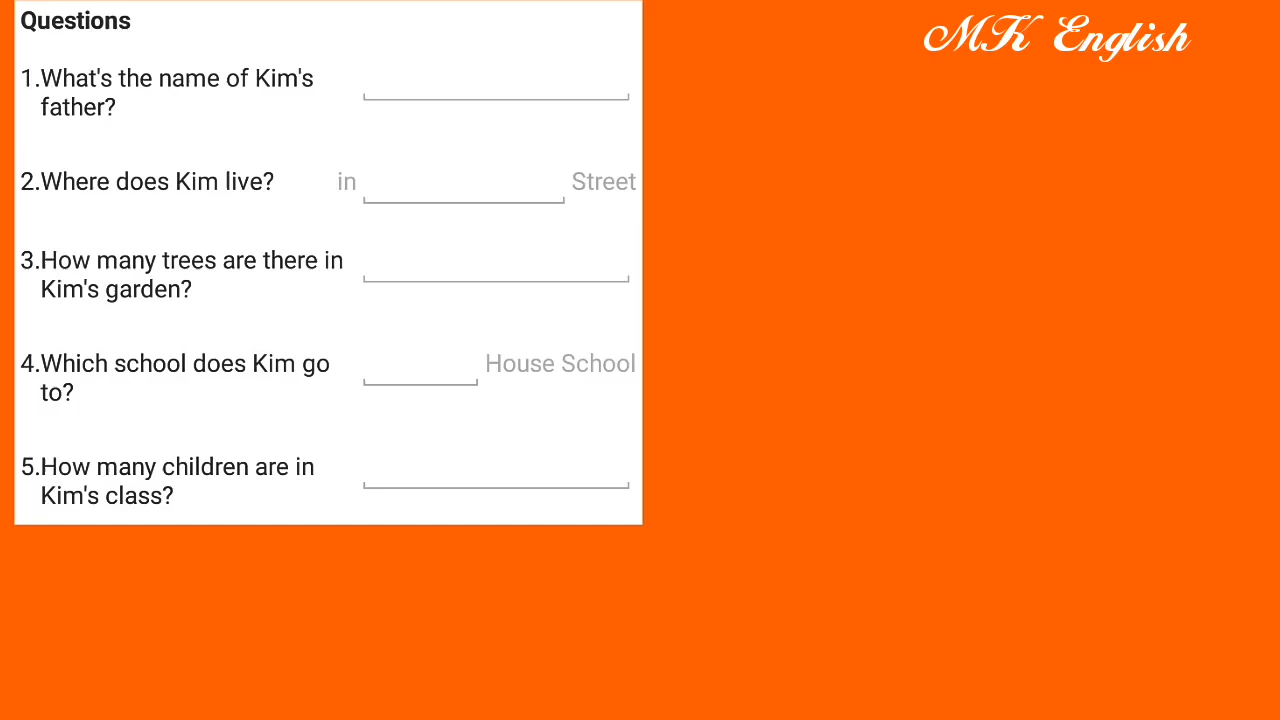 Questions
MK English
1.What's the name of Kim's
father?
2.Where does Kim live? in Street
3.How many trees are there in
Kim's garden?
4.Which school does Kim go House School
to?
5.How many children are in
Kim's class?